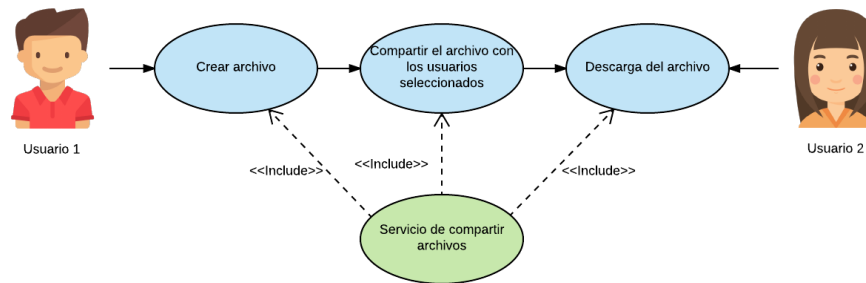 Crear archivo
Compartir el archivo con
los usuarios
seleccionados
Descarga del archivo
Usuario 1
Usuario 2
<<Include>>
<<Include>>
<<Include>>
Servicio de compartir
archivos